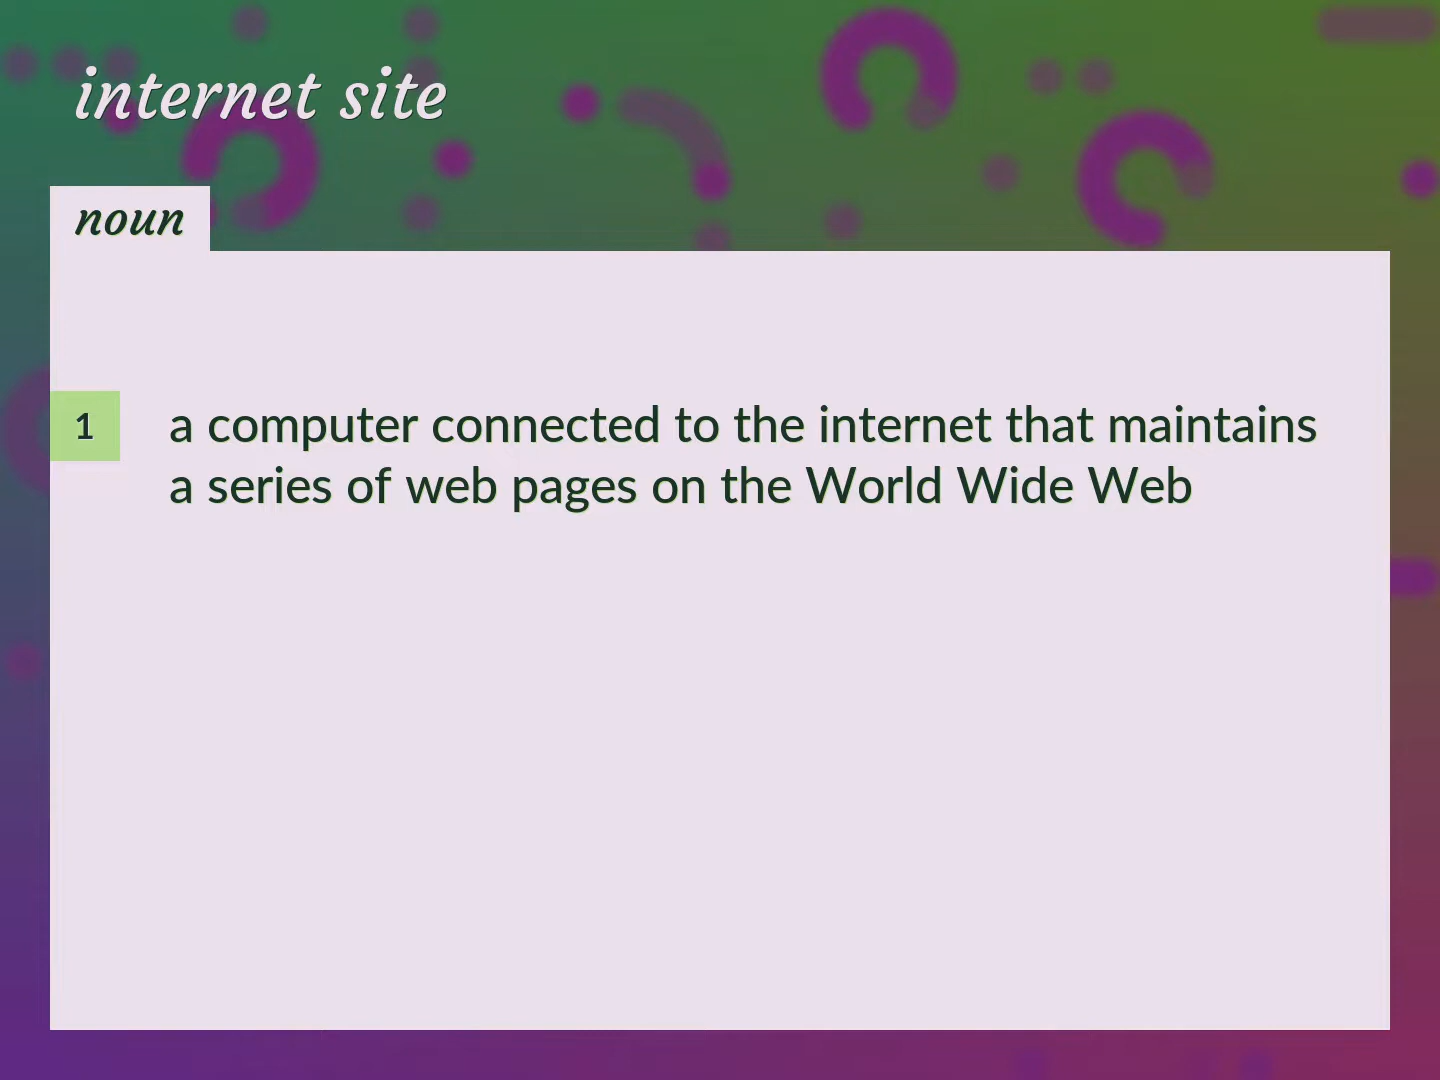 internet site
noun
1
a computer connected to the internet that maintains
a series of web pages on the World Wide Web